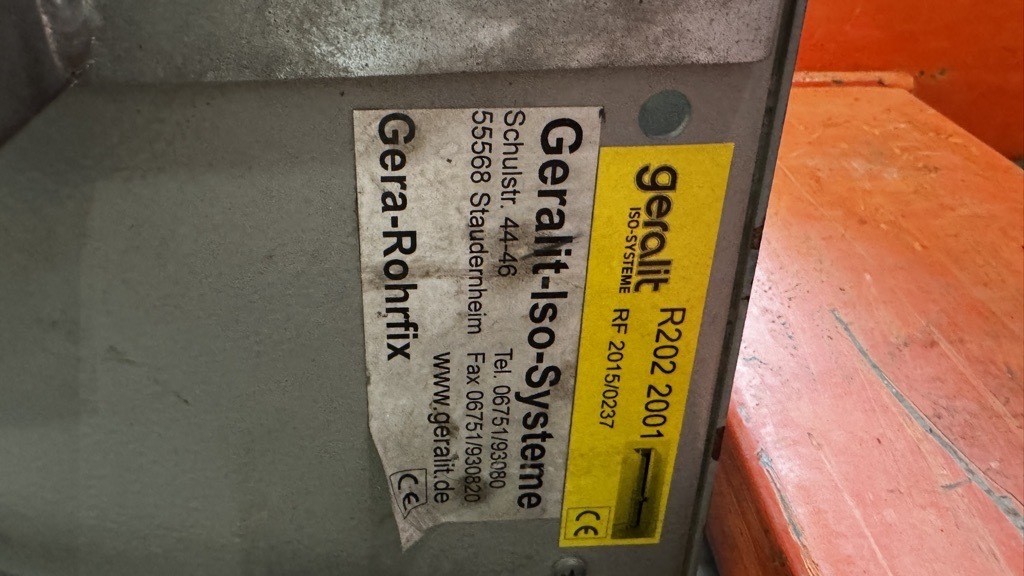 geralit
ISO-SYSTEME
R202 2001
RF 2015/0237
CE
Geralit-Iso-Systeme
Schulstr. 44-46
Tel. 06751/93080
55568 Staudernheim
Fax 06751/930820
www.geralit.de
Gera-Rohrfix
CE